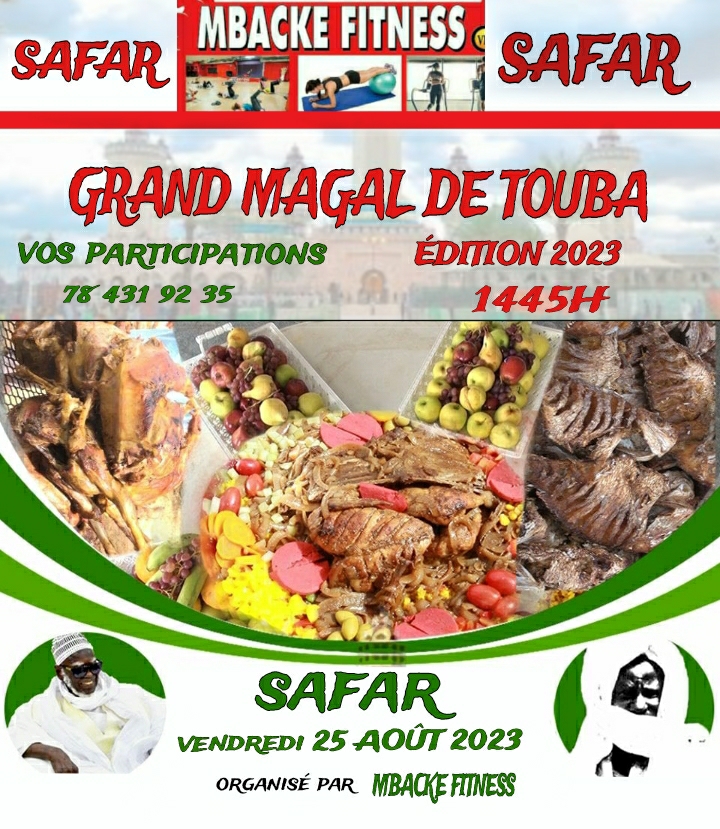 SAFAR
MBACKE FITNESS
SAFAR
GRAND MAGAL DE TOUBA
VOS PARTICIPATIONS
78 431 92 35
ÉDITION 2023
1445H
SAFAR
VENDREDI 25 AOÛT 2023
ORGANISÉ PAR MBACKE FITNESS